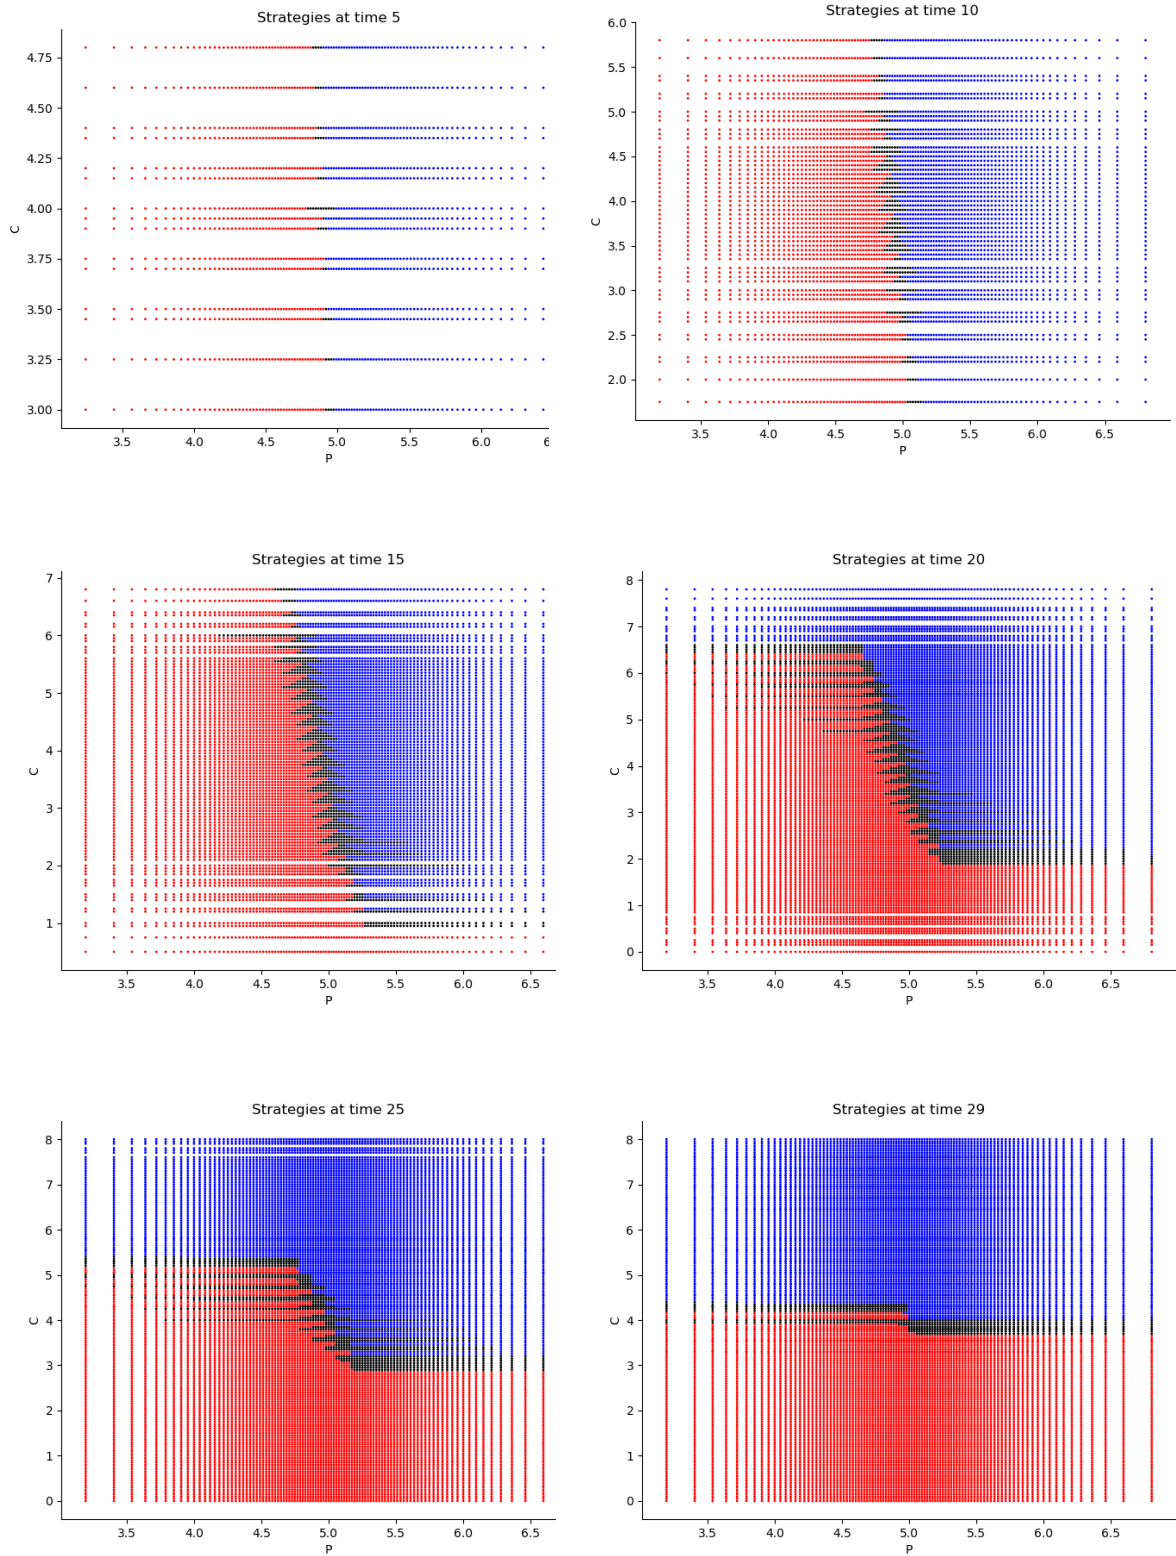 Strategies at time 5
4.75
4.50
4.25
4.00
3.75
3.50
3.25
3.00
C
3.5 4.0 4.5 5.0 5.5 6.0 6
P
Strategies at time 10
6.0
5.5
5.0
4.5
4.0
3.5
3.0
2.5
2.0
C
3.5 4.0 4.5 5.0 5.5 6.0 6.5
P
Strategies at time 15
7
6
5
4
3
2
1
C
3.5 4.0 4.5 5.0 5.5 6.0 6.5
P
Strategies at time 20
8
7
6
5
4
3
2
1
0
C
3.5 4.0 4.5 5.0 5.5 6.0 6.5
P
Strategies at time 25
8
7
6
5
4
3
2
1
0
C
3.5 4.0 4.5 5.0 5.5 6.0 6.5
P
Strategies at time 29
8
7
6
5
4
3
2
1
0
C
3.5 4.0 4.5 5.0 5.5 6.0 6.5
P